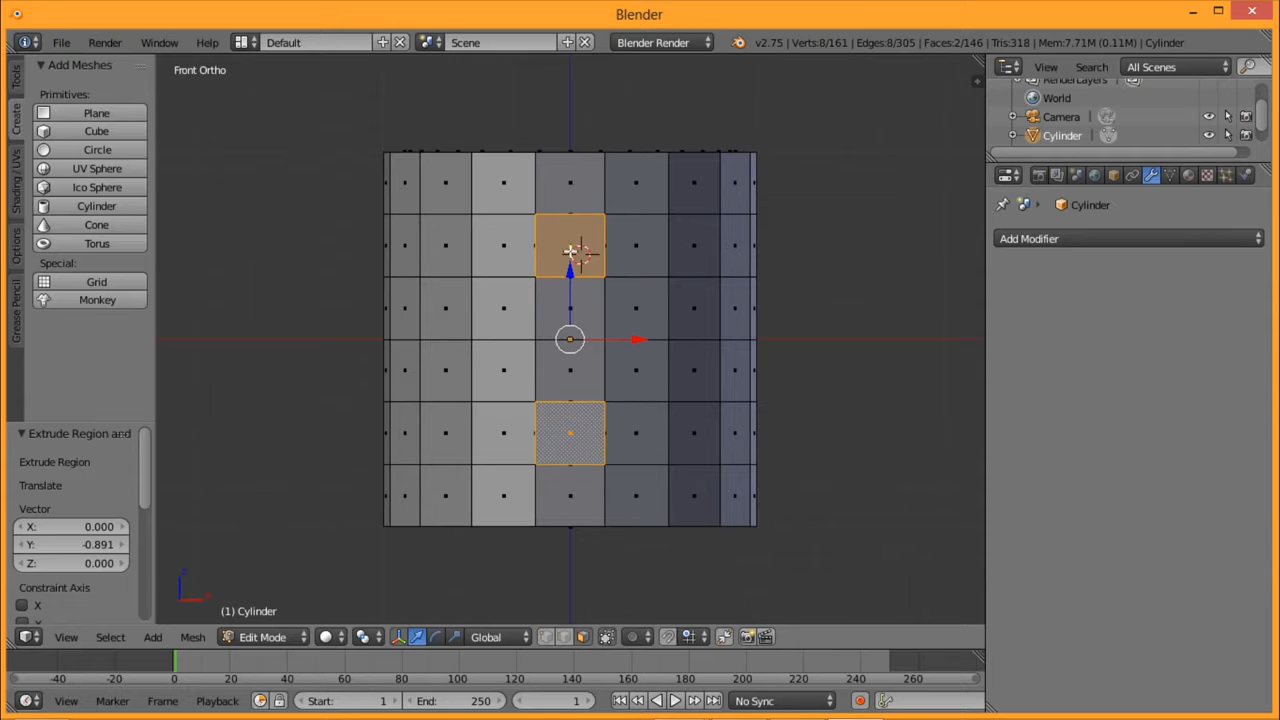 Blender
File Render Window Help Default Scene Blender Render v2.75 | Verts:8/161 | Edges:8/305 | Faces:2/146 | Tris:318 | Mem:7.71M (0.11M) | Cylinder
Add Meshes
Primitives:
Plane
Cube
Circle
UV Sphere
Ico Sphere
Cylinder
Cone
Torus
Special:
Grid
Monkey
Tools
Create
Shading / UVs
Options
Grease Pencil
Extrude Region and
Extrude Region
Translate
Vector
X: 0.000
Y: -0.891
Z: 0.000
Constraint Axis
X
Front Ortho
(1) Cylinder
View Search All Scenes
RenderLayers
World
Camera
Cylinder
Cylinder
Add Modifier
View Select Add Mesh Edit Mode Global
-40 -20 0 20 40 60 80 100 120 140 160 180 200 220 240 260
View Marker Frame Playback Start: 1 End: 250 1 No Sync